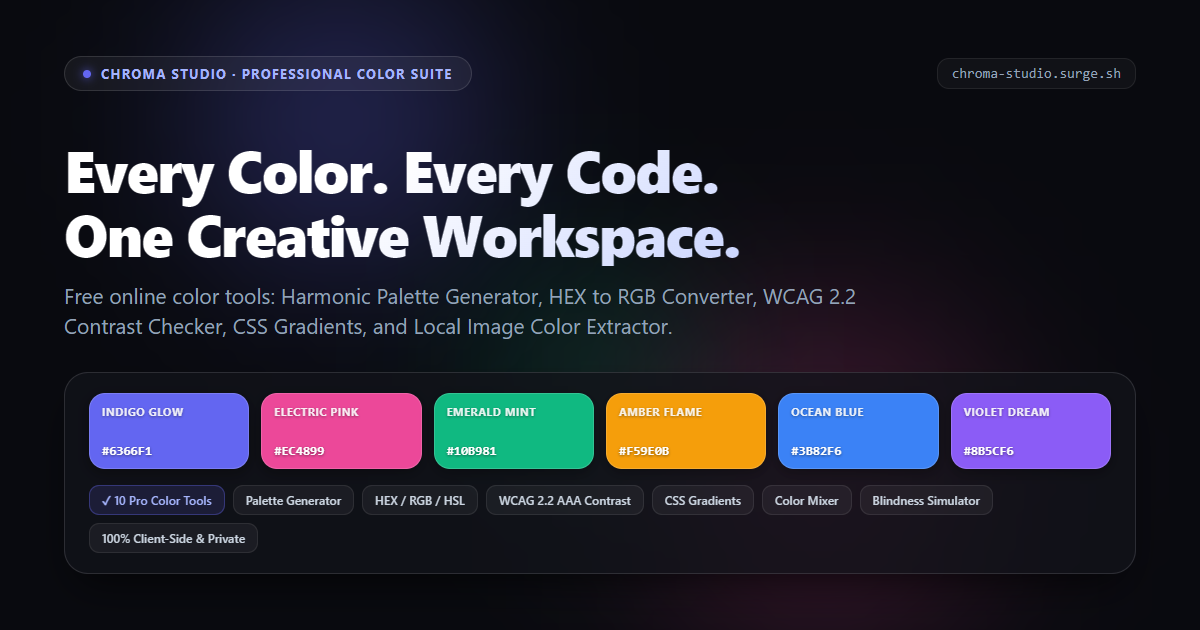 CHROMA STUDIO · PROFESSIONAL COLOR SUITE
chroma-studio.surge.sh
Every Color. Every Code.
One Creative Workspace.
Free online color tools: Harmonic Palette Generator, HEX to RGB Converter, WCAG 2.2
Contrast Checker, CSS Gradients, and Local Image Color Extractor.
INDIGO GLOW
#6366F1
ELECTRIC PINK
#EC4899
EMERALD MINT
#10B981
AMBER FLAME
#F59E0B
OCEAN BLUE
#3B82F6
VIOLET DREAM
#8B5CF6
✓ 10 Pro Color Tools
Palette Generator
HEX / RGB / HSL
WCAG 2.2 AAA Contrast
CSS Gradients
Color Mixer
Blindness Simulator
100% Client-Side & Private